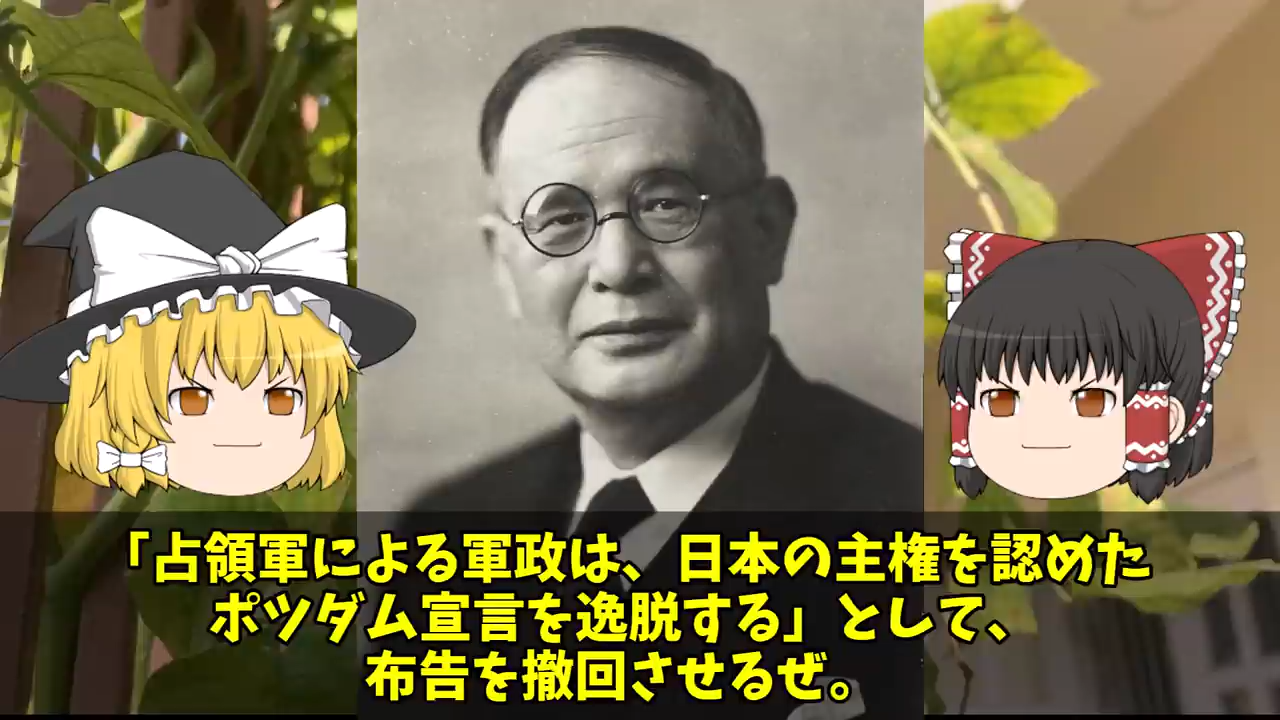 「占領軍による軍政は、日本の主権を認めた
ポツダム宣言を逸脱する」として、
布告を撤回させるぜ。